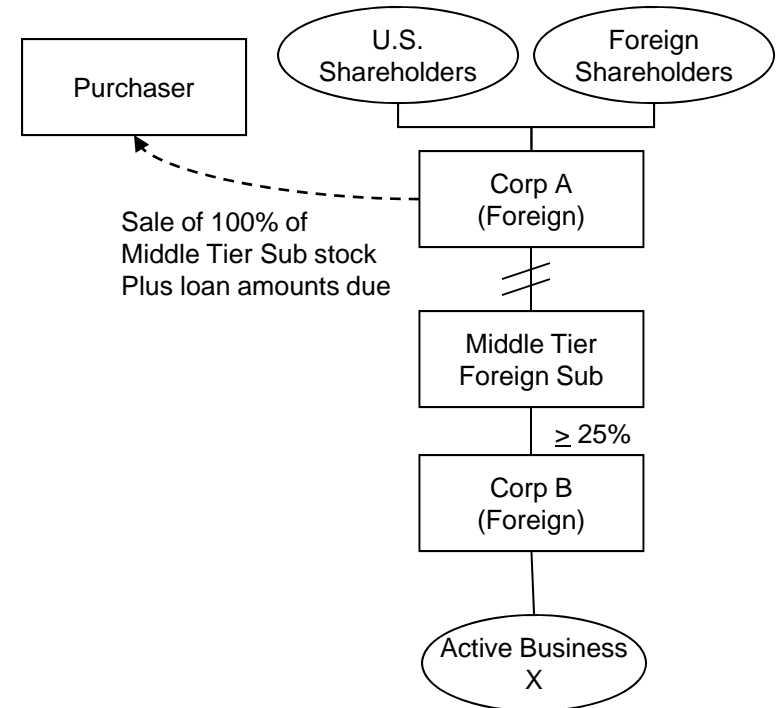 U.S.
Shareholders
Foreign
Shareholders
Purchaser
Corp A
(Foreign)
Sale of 100% of
Middle Tier Sub stock
Plus loan amounts due
Middle Tier
Foreign Sub
≥ 25%
Corp B
(Foreign)
Active Business
X